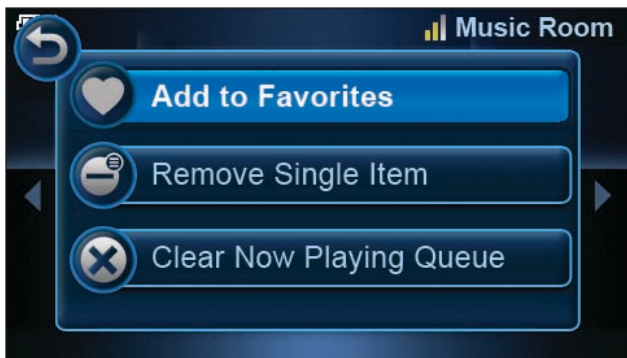 Music Room
Add to Favorites
Remove Single Item
Clear Now Playing Queue